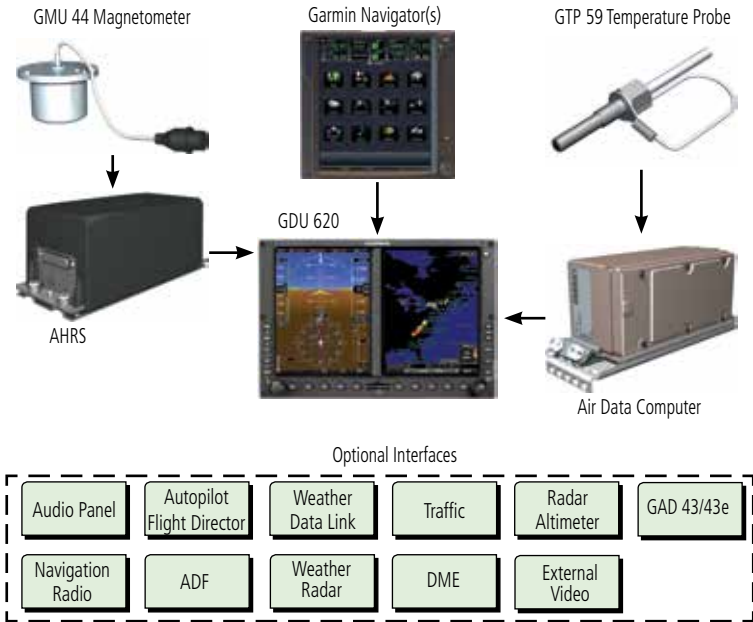 GMU 44 Magnetometer
Garmin Navigator(s)
GTP 59 Temperature Probe
GDU 620
AHRS
Air Data Computer
Optional Interfaces
Audio Panel
Autopilot
Flight Director
Weather
Data Link
Traffic
Radar
Altimeter
GAD 43/43e
Navigation
Radio
ADF
Weather
Radar
DME
External
Video